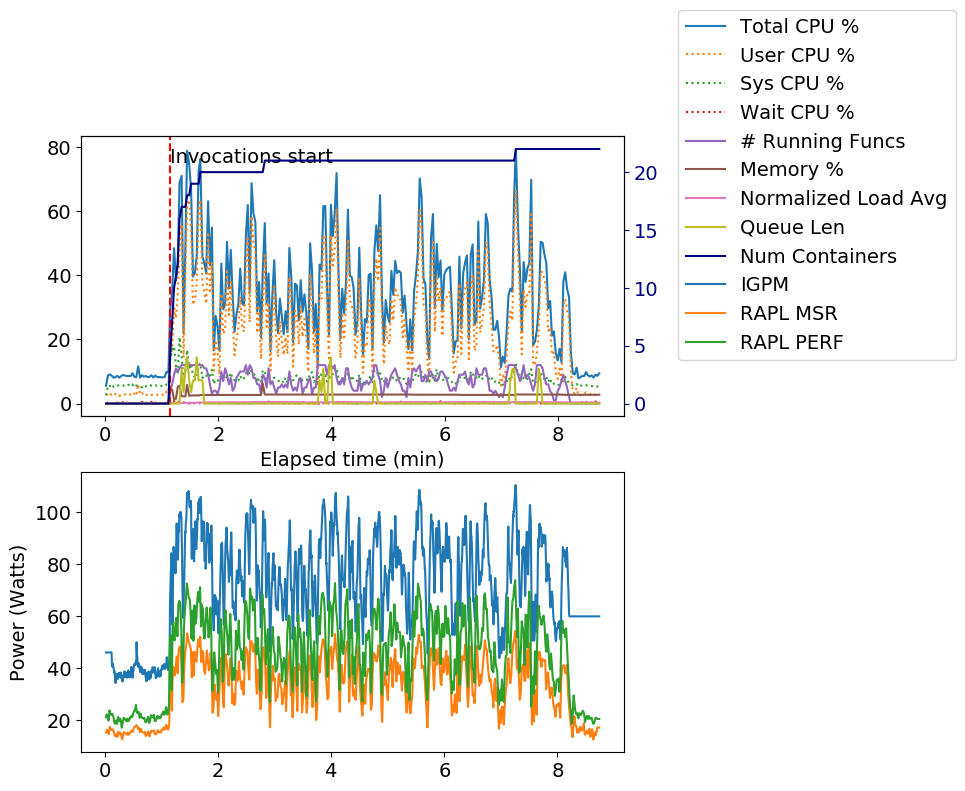 Total CPU %
User CPU %
Sys CPU %
Wait CPU %
# Running Funcs
Memory %
Normalized Load Avg
Queue Len
Num Containers
IGPM
RAPL MSR
RAPL PERF
Invocations start
80
60
40
20
0
20
15
10
5
0
0 2 4 6 8
Elapsed time (min)
Power (Watts)
100
80
60
40
20
0 2 4 6 8